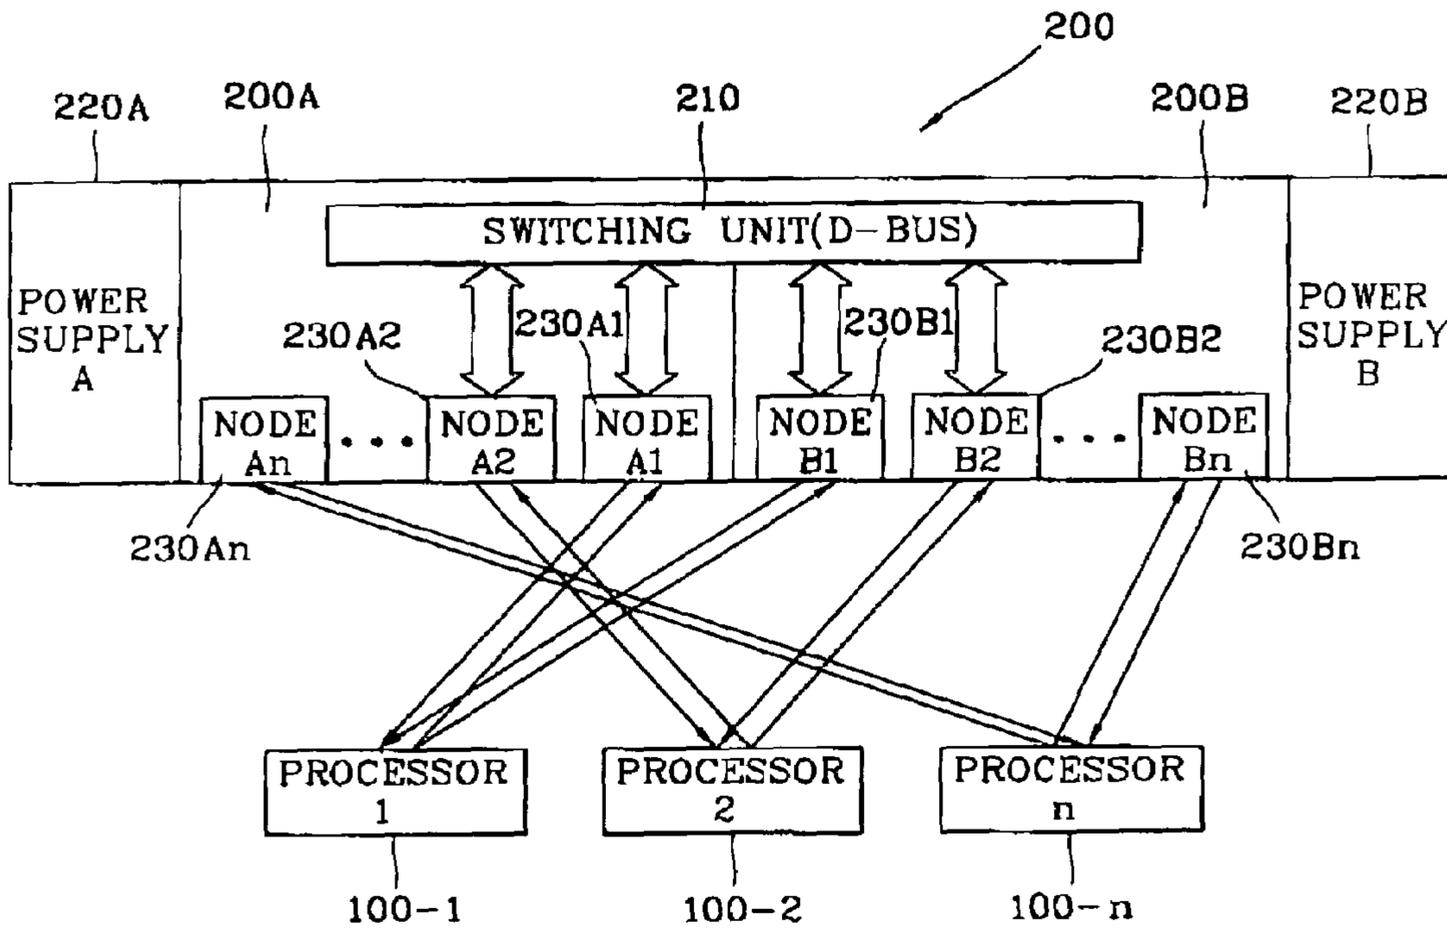 200
220A
200A
210
200B
220B
SWITCHING UNIT(D-BUS)
POWER
SUPPLY
A
POWER
SUPPLY
B
230A2
230A1
230B1
230B2
NODE
An
NODE
A2
NODE
A1
NODE
B1
NODE
B2
NODE
Bn
230An
230Bn
PROCESSOR
1
PROCESSOR
2
PROCESSOR
n
100-1
100-2
100-n